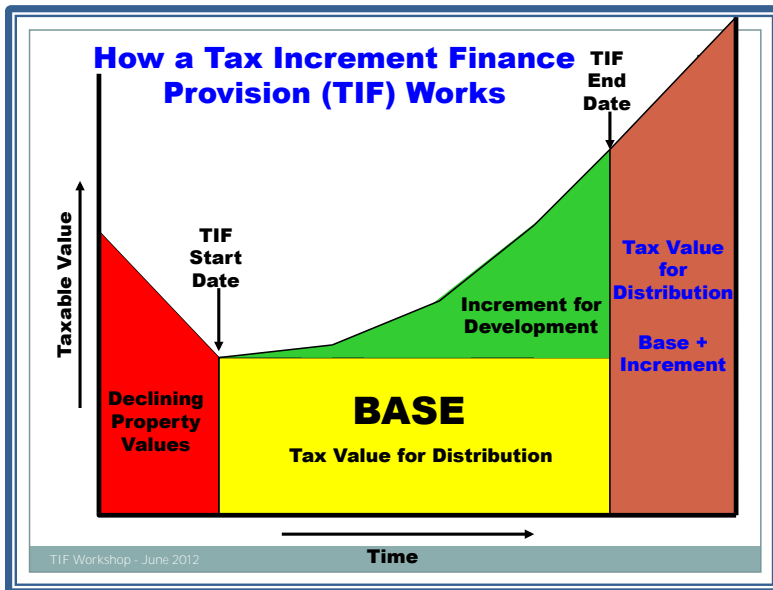 How a Tax Increment Finance
Provision (TIF) Works
TIF
End
Date
TIF
Start
Date
Taxable Value
Tax Value
for
Distribution
Base +
Increment
Increment for
Development
Declining
Property
Values
BASE
Tax Value for Distribution
Time
TIF Workshop - June 2012